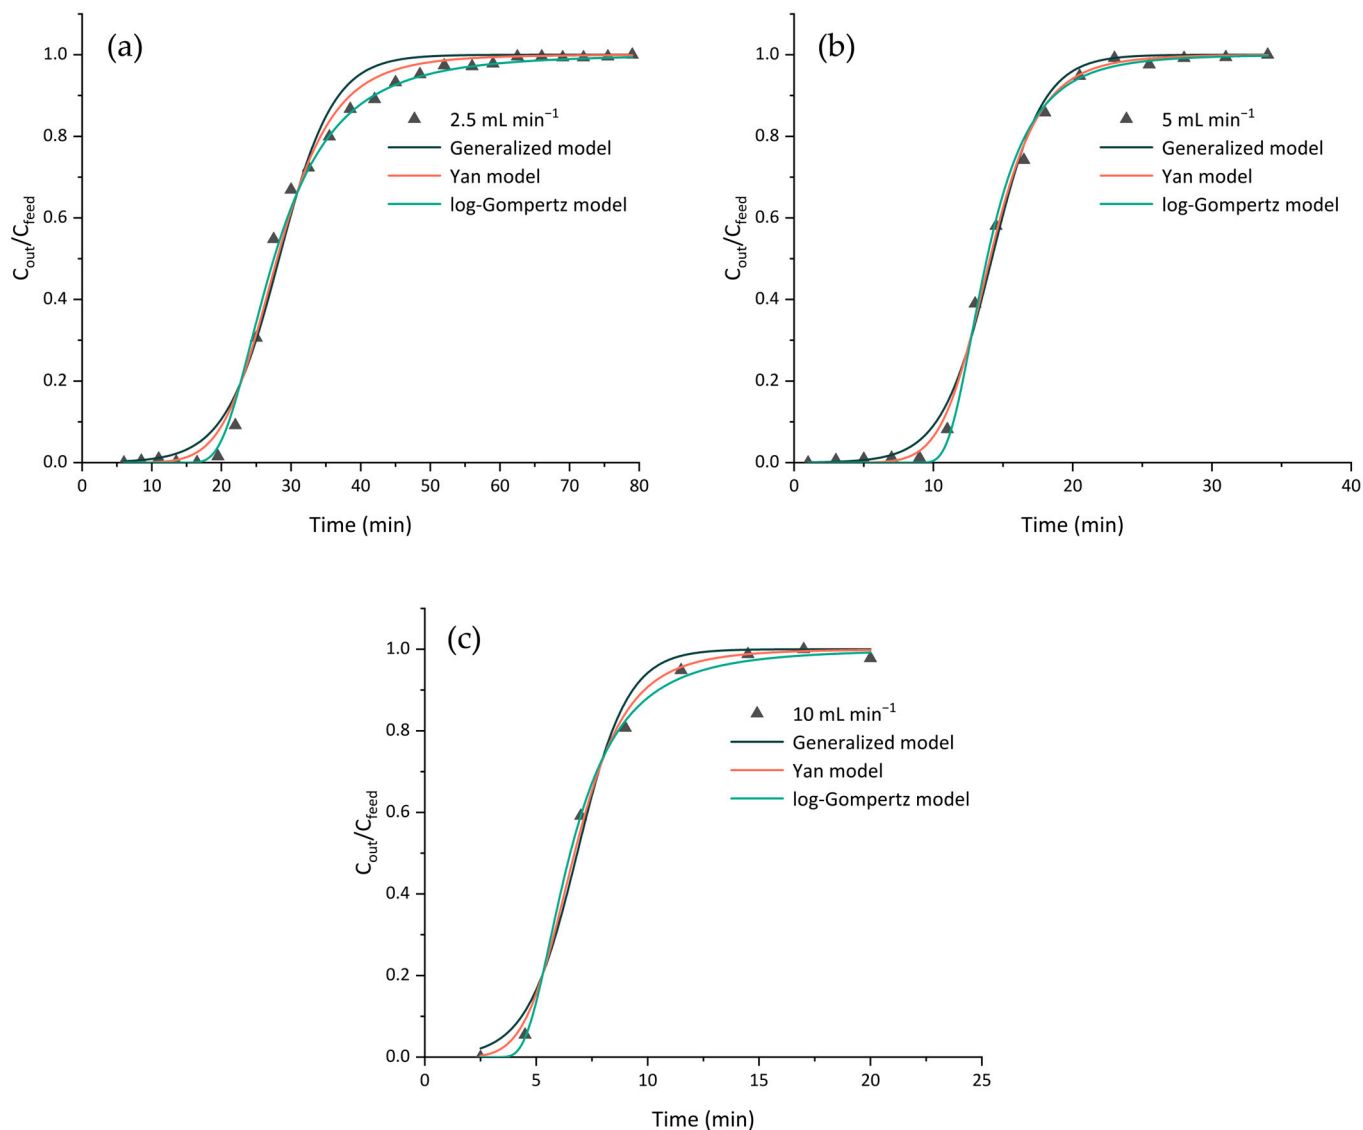 (a)
1.0
0.8
0.6
0.4
0.2
0.0
C_out/C_feed
0 10 20 30 40 50 60 70 80
Time (min)
2.5 mL min⁻¹
Generalized model
Yan model
log-Gompertz model
(b)
1.0
0.8
0.6
0.4
0.2
0.0
C_out/C_feed
0 10 20 30 40
Time (min)
5 mL min⁻¹
Generalized model
Yan model
log-Gompertz model
(c)
1.0
0.8
0.6
0.4
0.2
0.0
C_out/C_feed
0 5 10 15 20 25
Time (min)
10 mL min⁻¹
Generalized model
Yan model
log-Gompertz model